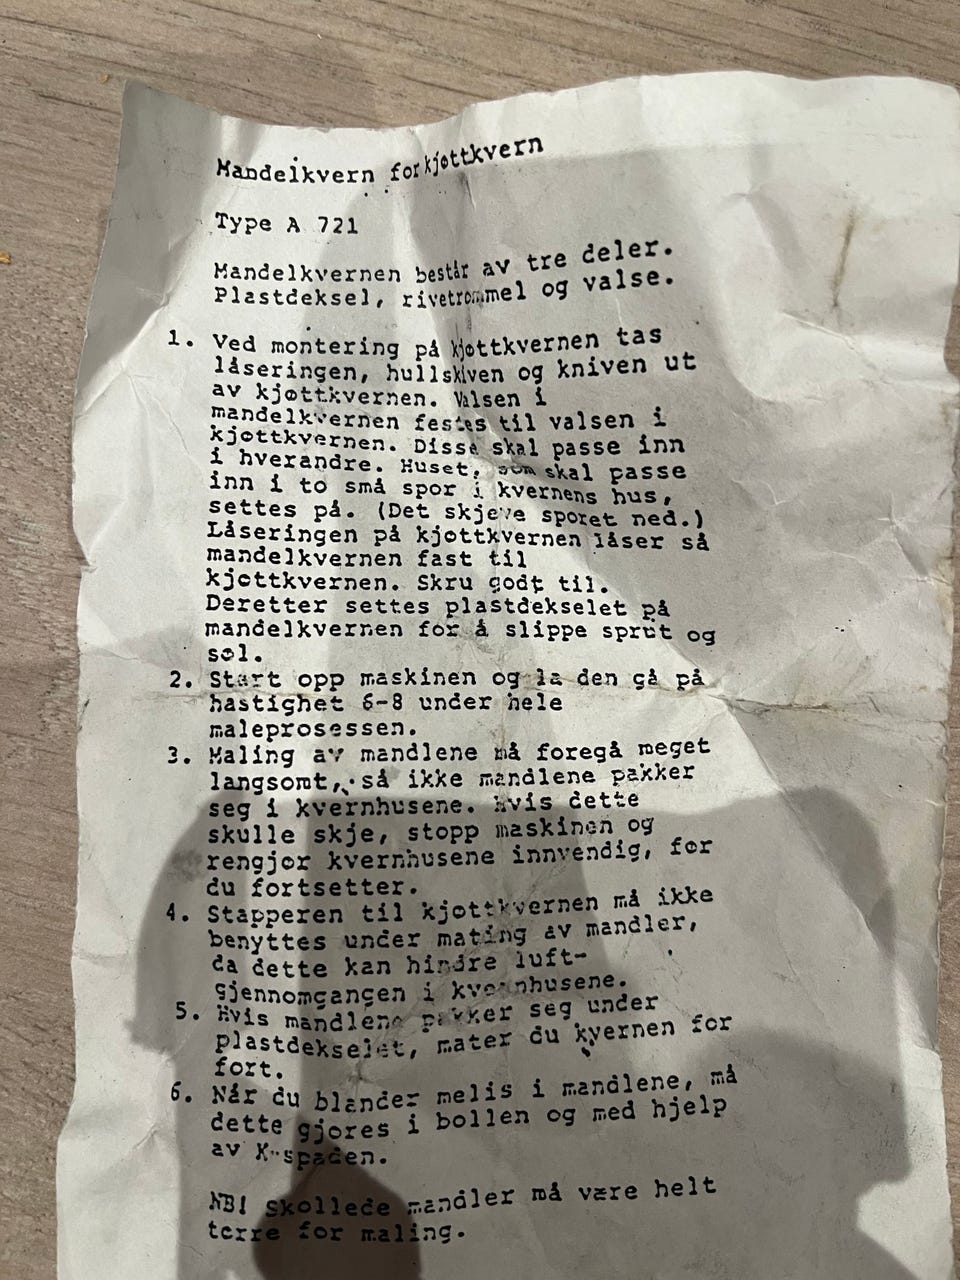 Mandelkvern for kjøttkvern
Type A 721
Mandelkvernen består av tre deler.
Plastdeksel, rivetrommel og valse.
1. Ved montering på kjøttkvernen tas
låseringen, hullskiven og kniven ut
av kjøttkvernen. Valsen i
mandelkvernen festes til valsen i
kjøttkvernen. Disse skal passe inn
i hverandre. Huset, som skal passe
inn i to små spor i kvernens hus,
settes på. (Det skjeve sporet ned.)
Låseringen på kjøttkvernen låser så
mandelkvernen fast til
kjøttkvernen. Skru godt til.
Deretter settes plastdekselet på
mandelkvernen for å slippe sprut og
søl.
2. Start opp maskinen og la den gå på
hastighet 6-8 under hele
maleprosessen.
3. Maling av mandlene må foregå meget
langsomt, så ikke mandlene pakker
seg i kvernhusene. Hvis dette
skulle skje, stopp maskinen og
rengjør kvernhusene innvendig, før
du fortsetter.
4. Stapperen til kjøttkvernen må ikke
benyttes under mating av mandler,
da dette kan hindre luft-
gjennomgangen i kvernhusene.
5. Hvis mandlene pakker seg under
plastdekselet, mater du kvernen for
fort.
6. Når du blander melis i mandlene, må
dette gjøres i bollen og med hjelp
av K-spaden.
NB! Skollede mandler må være helt
tørre før maling.